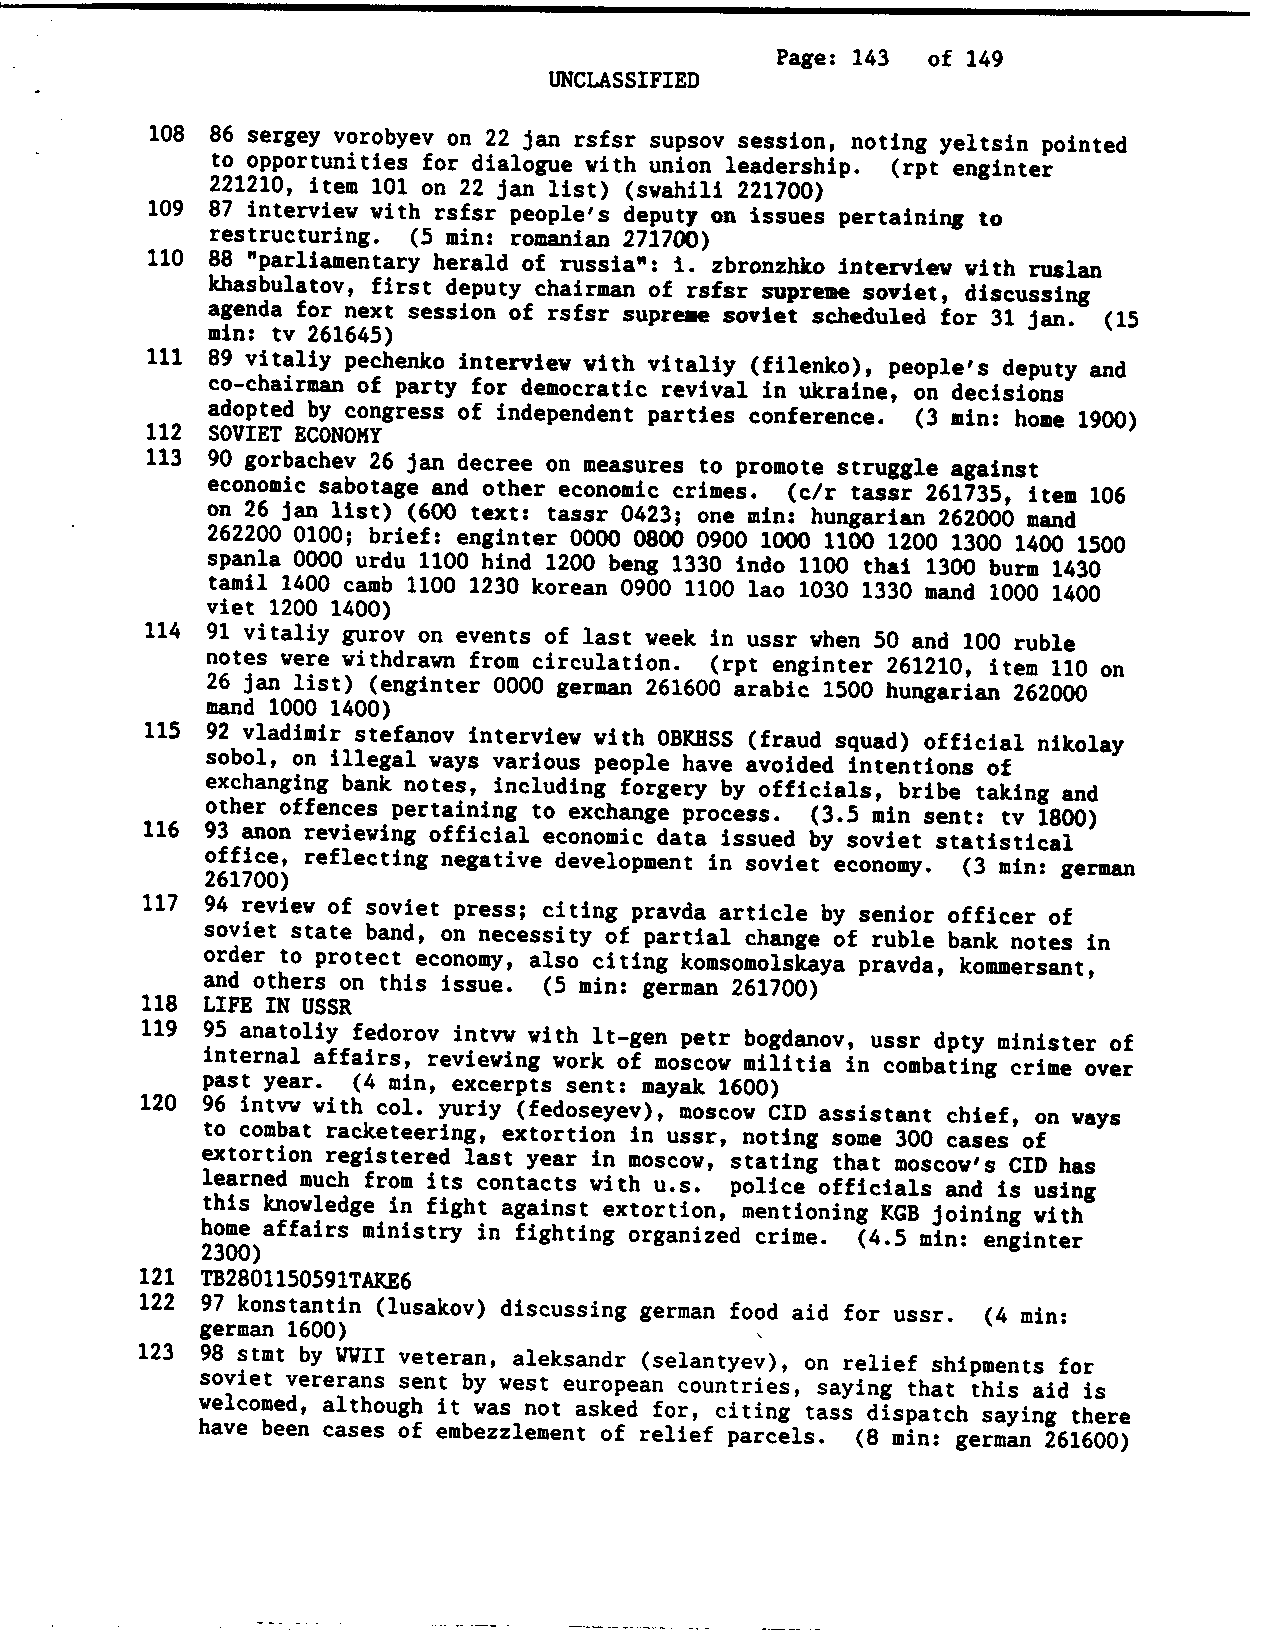 Page: 143 of 149
UNCLASSIFIED
108 86 sergey vorobyev on 22 jan rsfsr supsov session, noting yeltsin pointed
to opportunities for dialogue with union leadership. (rpt enginter
221210, item 101 on 22 jan list) (swahili 221700)
109 87 interview with rsfsr people's deputy on issues pertaining to
restructuring. (5 min: romanian 271700)
110 88 "parliamentary herald of russia": i. zbronzhko interview with ruslan
khasbulatov, first deputy chairman of rsfsr supreme soviet, discussing
agenda for next session of rsfsr supreme soviet scheduled for 31 jan. (15
min: tv 261645)
111 89 vitaliy pechenko interview with vitaliy (filenko), people's deputy and
co-chairman of party for democratic revival in ukraine, on decisions
adopted by congress of independent parties conference. (3 min: home 1900)
112 SOVIET ECONOMY
113 90 gorbachev 26 jan decree on measures to promote struggle against
economic sabotage and other economic crimes. (c/r tassr 261735, item 106
on 26 jan list) (600 text: tassr 0423; one min: hungarian 262000 mand
262200 0100; brief: enginter 0000 0800 0900 1000 1100 1200 1300 1400 1500
spanla 0000 urdu 1100 hind 1200 beng 1330 indo 1100 thai 1300 burm 1430
tamil 1400 camb 1100 1230 korean 0900 1100 lao 1030 1330 mand 1000 1400
viet 1200 1400)
114 91 vitaliy gurov on events of last week in ussr when 50 and 100 ruble
notes were withdrawn from circulation. (rpt enginter 261210, item 110 on
26 jan list) (enginter 0000 german 261600 arabic 1500 hungarian 262000
mand 1000 1400)
115 92 vladimir stefanov interview with OBKHSS (fraud squad) official nikolay
sobol, on illegal ways various people have avoided intentions of
exchanging bank notes, including forgery by officials, bribe taking and
other offences pertaining to exchange process. (3.5 min sent: tv 1800)
116 93 anon reviewing official economic data issued by soviet statistical
office, reflecting negative development in soviet economy. (3 min: german
261700)
117 94 review of soviet press; citing pravda article by senior officer of
soviet state band, on necessity of partial change of ruble bank notes in
order to protect economy, also citing komsomolskaya pravda, kommersant,
and others on this issue. (5 min: german 261700)
118 LIFE IN USSR
119 95 anatoliy fedorov intvw with lt-gen petr bogdanov, ussr dpty minister of
internal affairs, reviewing work of moscow militia in combating crime over
past year. (4 min, excerpts sent: mayak 1600)
120 96 intvw with col. yuriy (fedoseyev), moscow CID assistant chief, on ways
to combat racketeering, extortion in ussr, noting some 300 cases of
extortion registered last year in moscow, stating that moscow's CID has
learned much from its contacts with u.s. police officials and is using
this knowledge in fight against extortion, mentioning KGB joining with
home affairs ministry in fighting organized crime. (4.5 min: enginter
2300)
121 TB2801150591TAKE6
122 97 konstantin (lusakov) discussing german food aid for ussr. (4 min:
german 1600)
123 98 stmt by WWII veteran, aleksandr (selantyev), on relief shipments for
soviet vererans sent by west european countries, saying that this aid is
welcomed, although it was not asked for, citing tass dispatch saying there
have been cases of embezzlement of relief parcels. (8 min: german 261600)